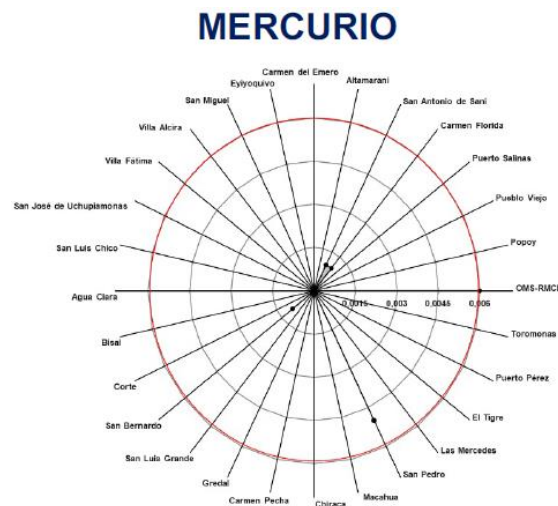 MERCURIO
Carmen del Emero
Eyiyoquivo
Altamarani
San Miguel
San Antonio de Sani
Villa Alcira
Carmen Florida
Villa Fátima
Puerto Salinas
San José de Uchupiamonas
Pueblo Viejo
San Luis Chico
Popoy
OMS-RMCH
Agua Clara
0,0015 0,003 0,0045 0,006
Bisal
Toromonas
Corte
Puerto Pérez
San Bernardo
El Tigre
San Luis Grande
Las Mercedes
Gredal
San Pedro
Carmen Pecha
Macahua
Chiraca